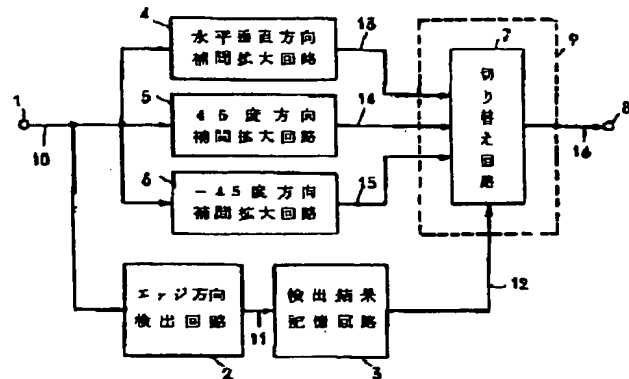 4
水平垂直方向
補間拡大回路
13
5
45度方向
補間拡大回路
14
6
-45度方向
補間拡大回路
15
1
10
7
切り替え回路
9
16
8
エッジ方向
検出回路
2
11
検出結果
記憶回路
3
12